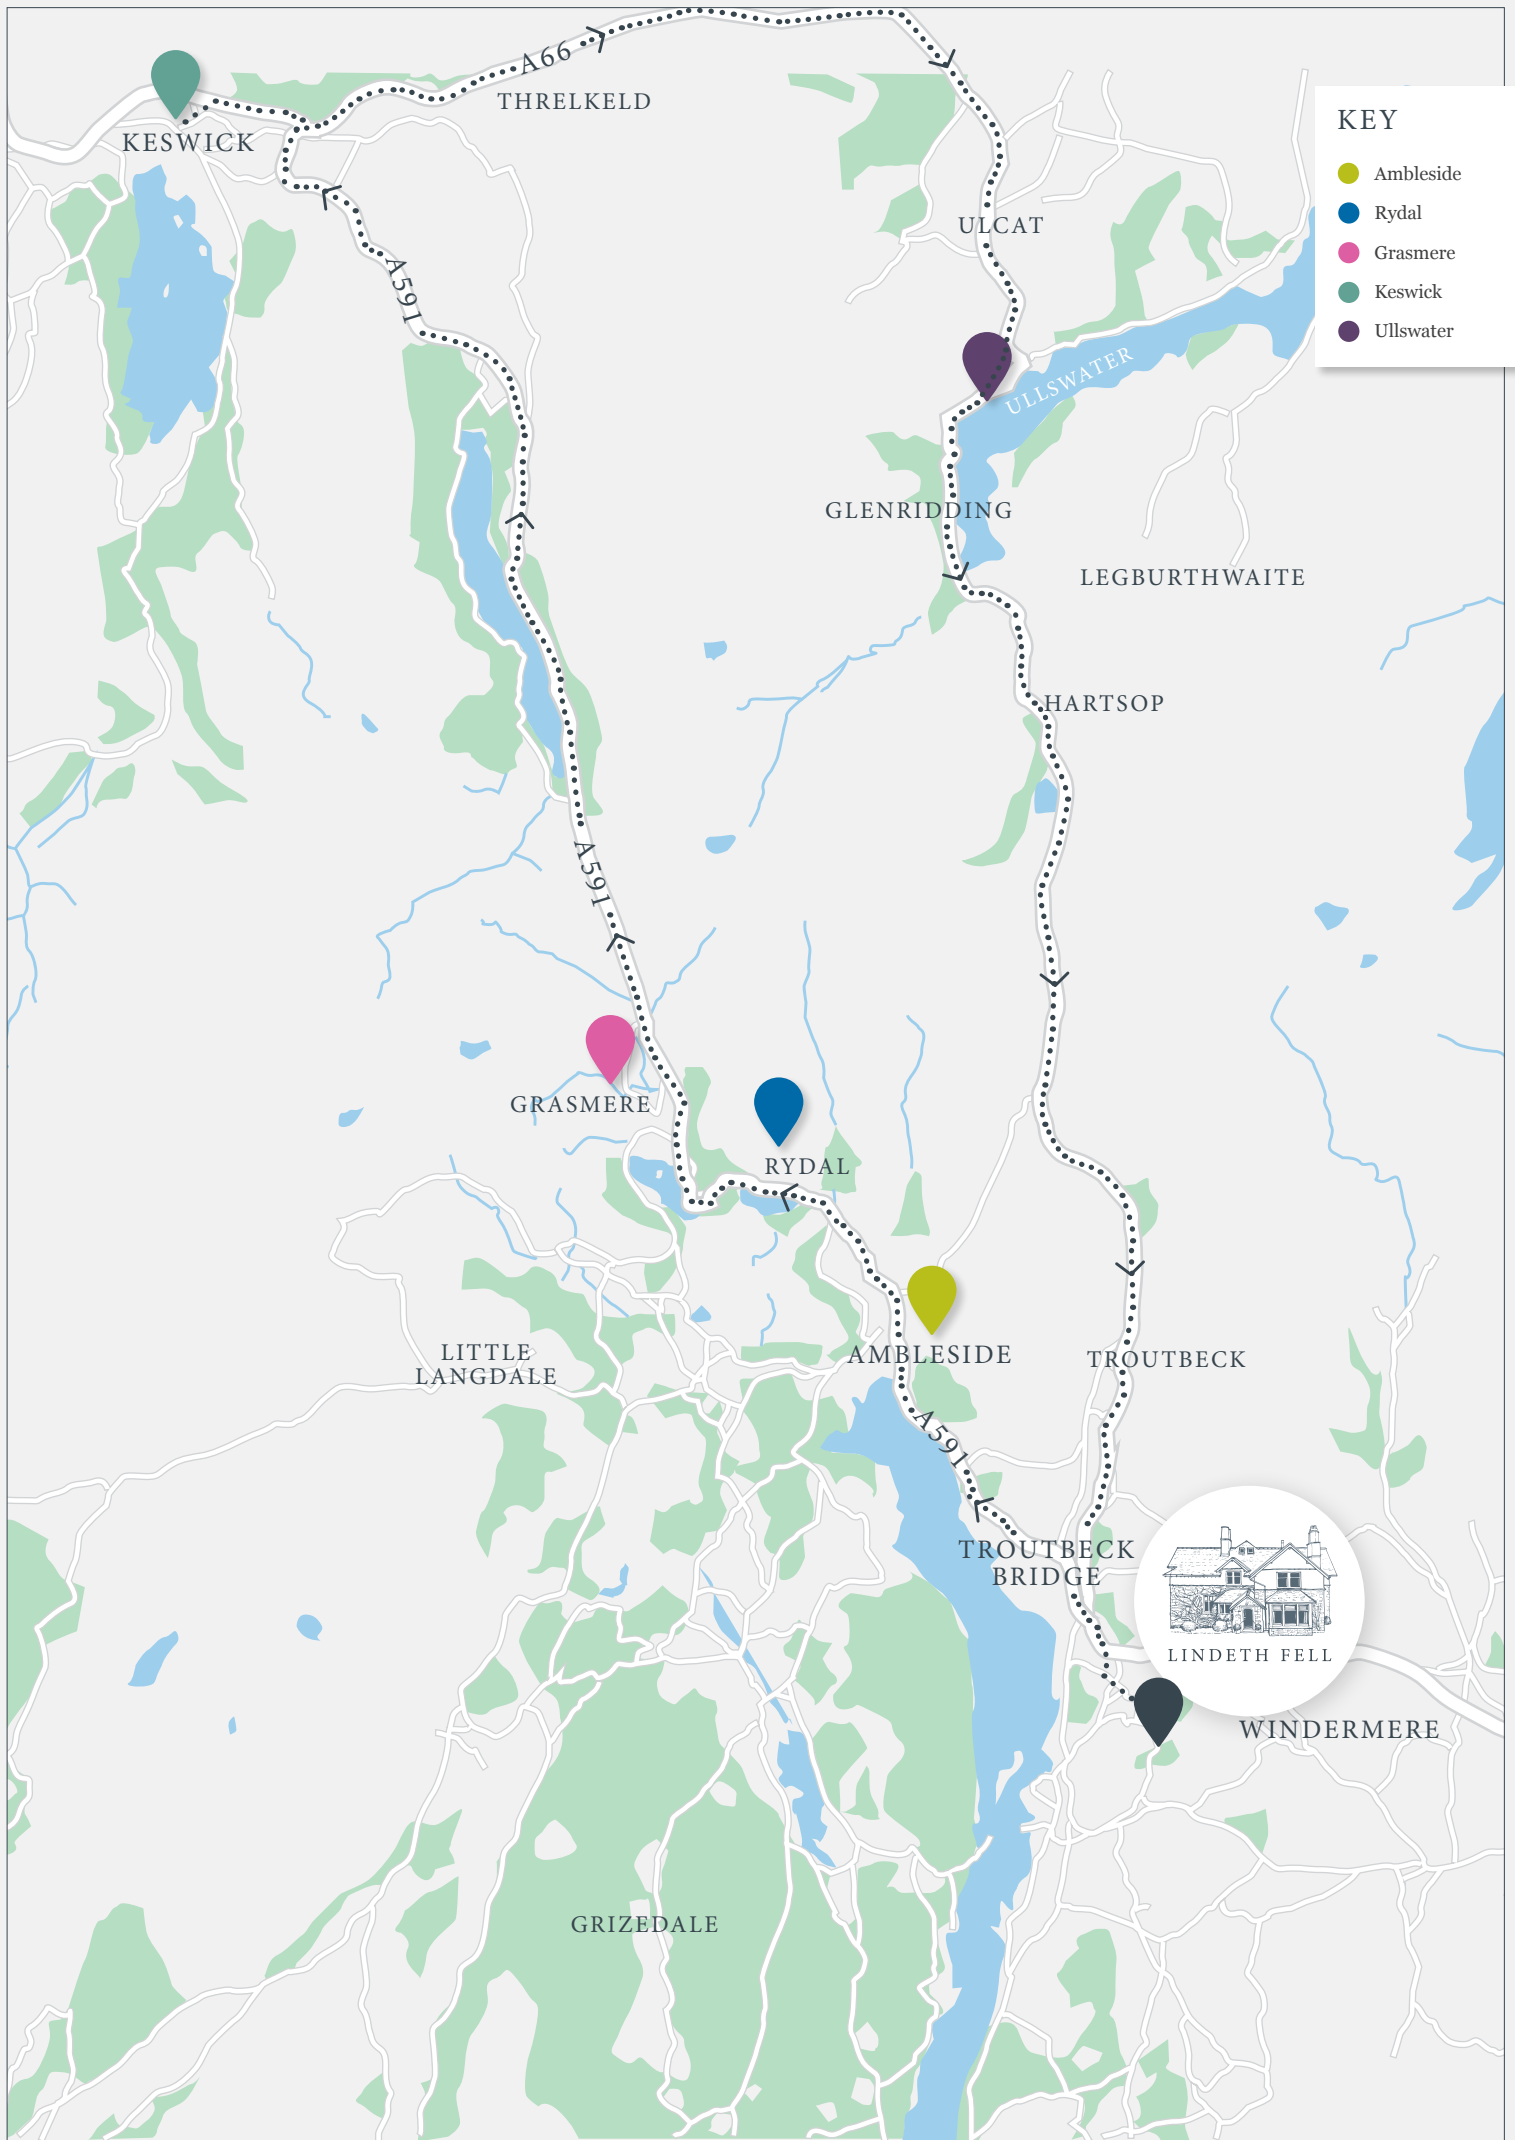 A66
THRELKELD
KESWICK
KEY
Ambleside
Rydal
Grasmere
Keswick
Ullswater
ULCAT
A591
ULLSWATER
GLENRIDDING
LEGBURTHWAITE
HARTSOP
A591
GRASMERE
RYDAL
LITTLE
LANGDALE
AMBLESIDE
TROUTBECK
A591
TROUTBECK
BRIDGE
LINDETH FELL
WINDERMERE
GRIZEDALE